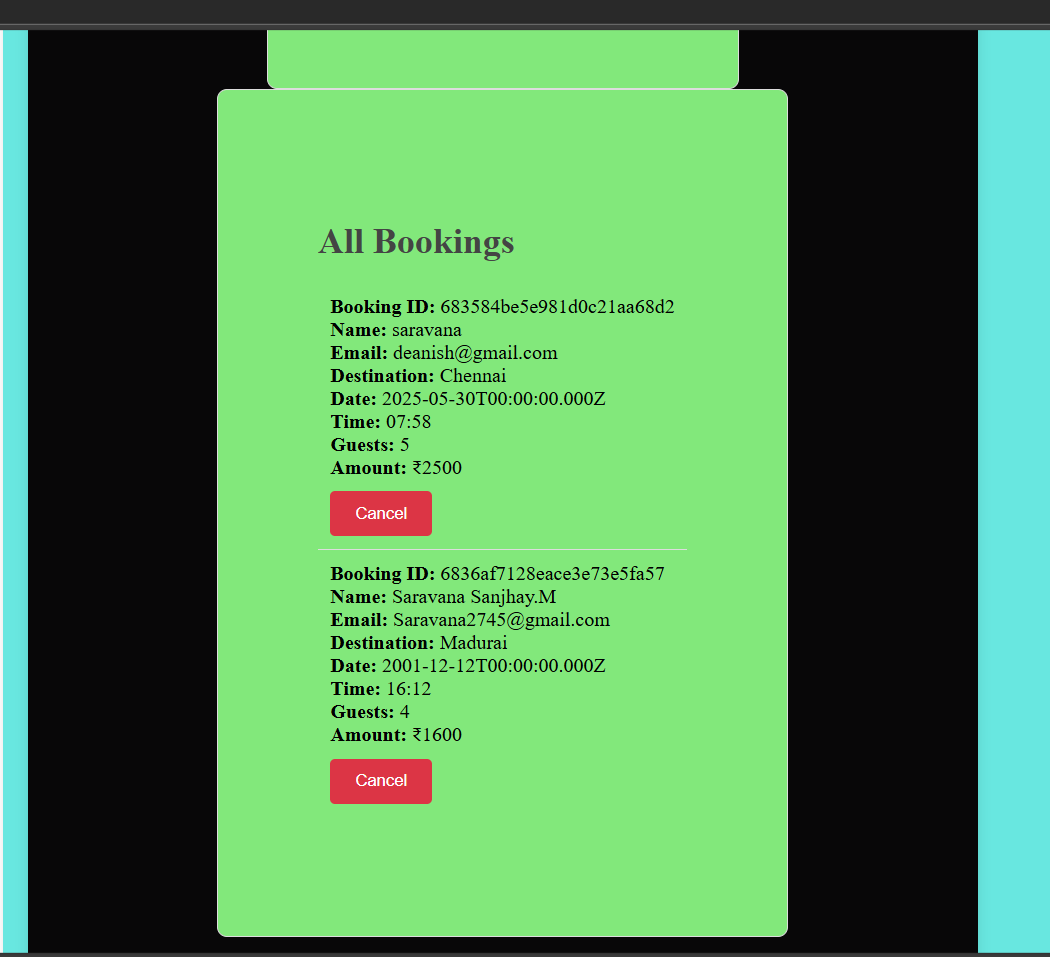 All Bookings
Booking ID: 683584be5e981d0c21aa68d2
Name: saravana
Email: deanish@gmail.com
Destination: Chennai
Date: 2025-05-30T00:00:00.000Z
Time: 07:58
Guests: 5
Amount: ₹2500
Cancel
Booking ID: 6836af7128eace3e73e5fa57
Name: Saravana Sanjhay.M
Email: Saravana2745@gmail.com
Destination: Madurai
Date: 2001-12-12T00:00:00.000Z
Time: 16:12
Guests: 4
Amount: ₹1600
Cancel